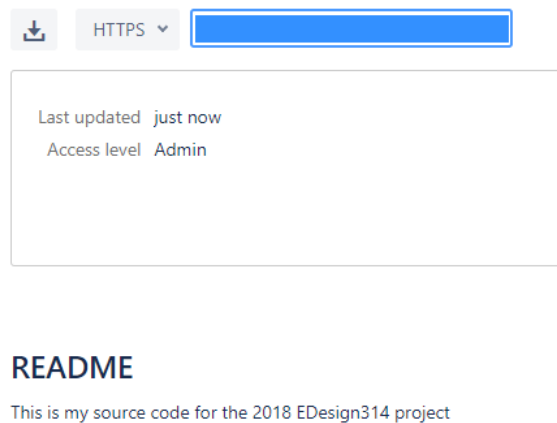 HTTPS
Last updated just now
Access level Admin
README
This is my source code for the 2018 EDesign314 project